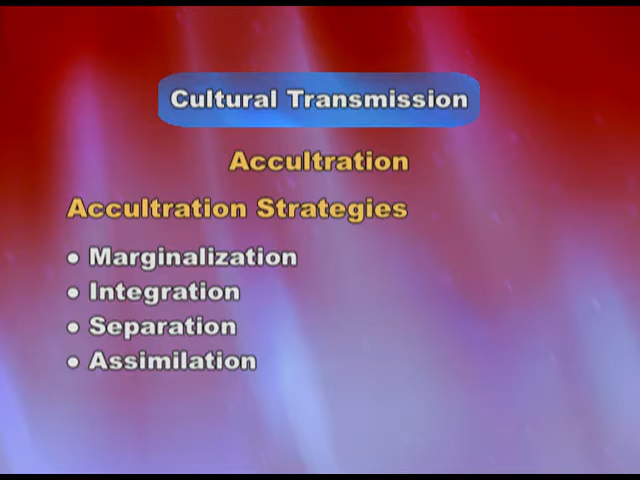 Cultural Transmission
Accultration
Accultration Strategies
• Marginalization
• Integration
• Separation
• Assimilation